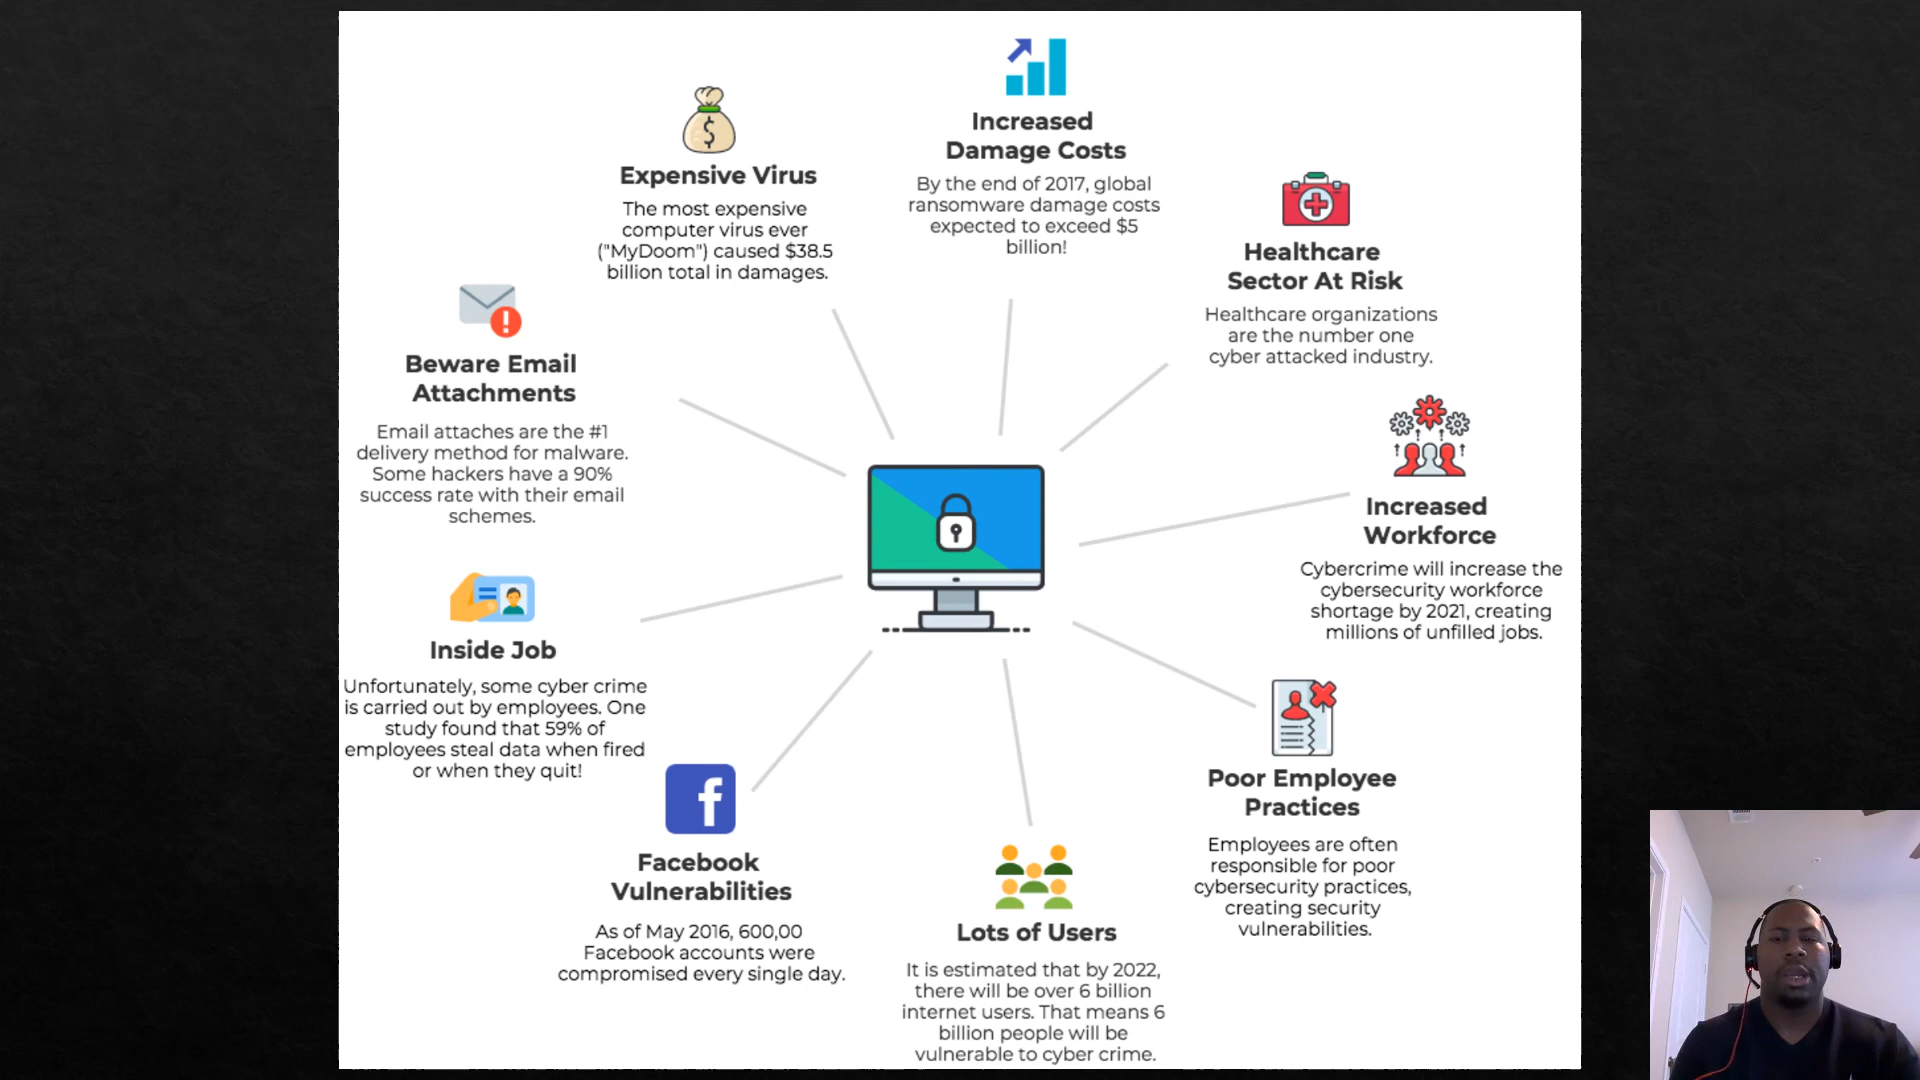 Increased
Damage Costs
By the end of 2017, global
ransomware damage costs
expected to exceed $5
billion!
Expensive Virus
The most expensive
computer virus ever
("MyDoom") caused $38.5
billion total in damages.
Healthcare
Sector At Risk
Healthcare organizations
are the number one
cyber attacked industry.
Beware Email
Attachments
Email attaches are the #1
delivery method for malware.
Some hackers have a 90%
success rate with their email
schemes.
Increased
Workforce
Cybercrime will increase the
cybersecurity workforce
shortage by 2021, creating
millions of unfilled jobs.
Inside Job
Unfortunately, some cyber crime
is carried out by employees. One
study found that 59% of
employees steal data when fired
or when they quit!
Poor Employee
Practices
Employees are often
responsible for poor
cybersecurity practices,
creating security
vulnerabilities.
Facebook
Vulnerabilities
As of May 2016, 600,00
Facebook accounts were
compromised every single day.
Lots of Users
It is estimated that by 2022,
there will be over 6 billion
internet users. That means 6
billion people will be
vulnerable to cyber crime.